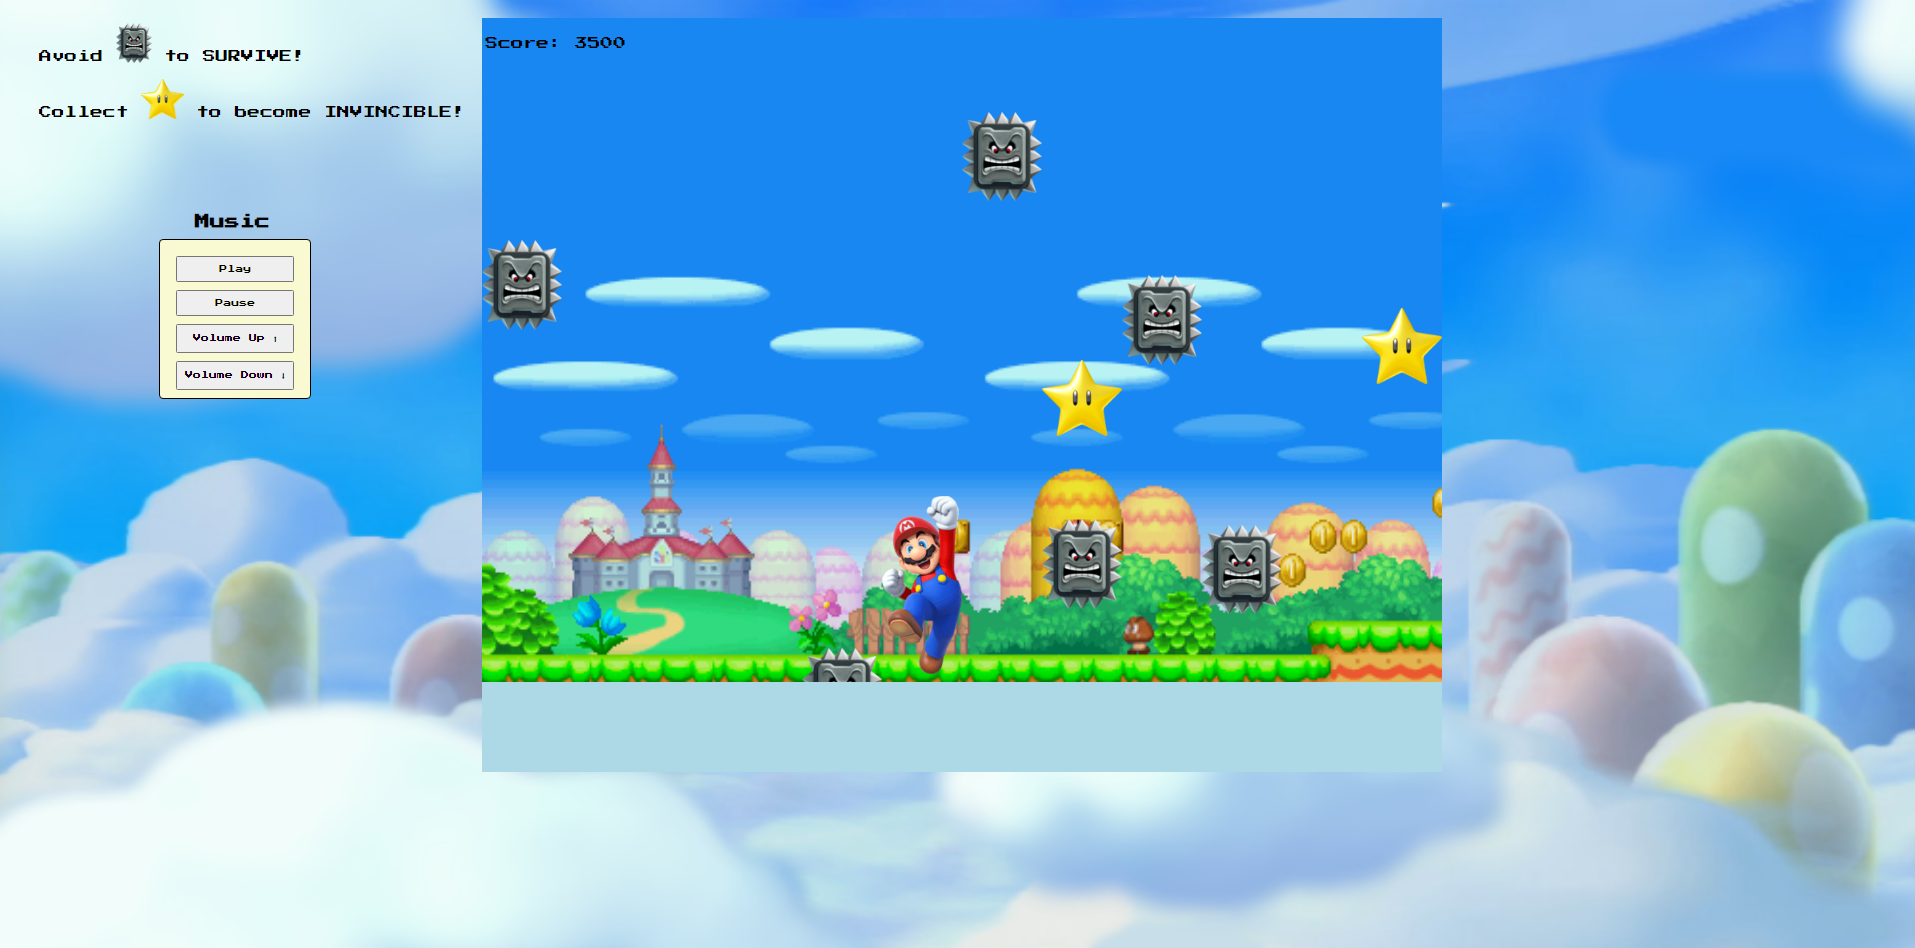 Avoid to SURVIVE!
Collect to become INVINCIBLE!
Music
Play
Pause
Volume Up ↑
Volume Down ↓
Score: 3500
M